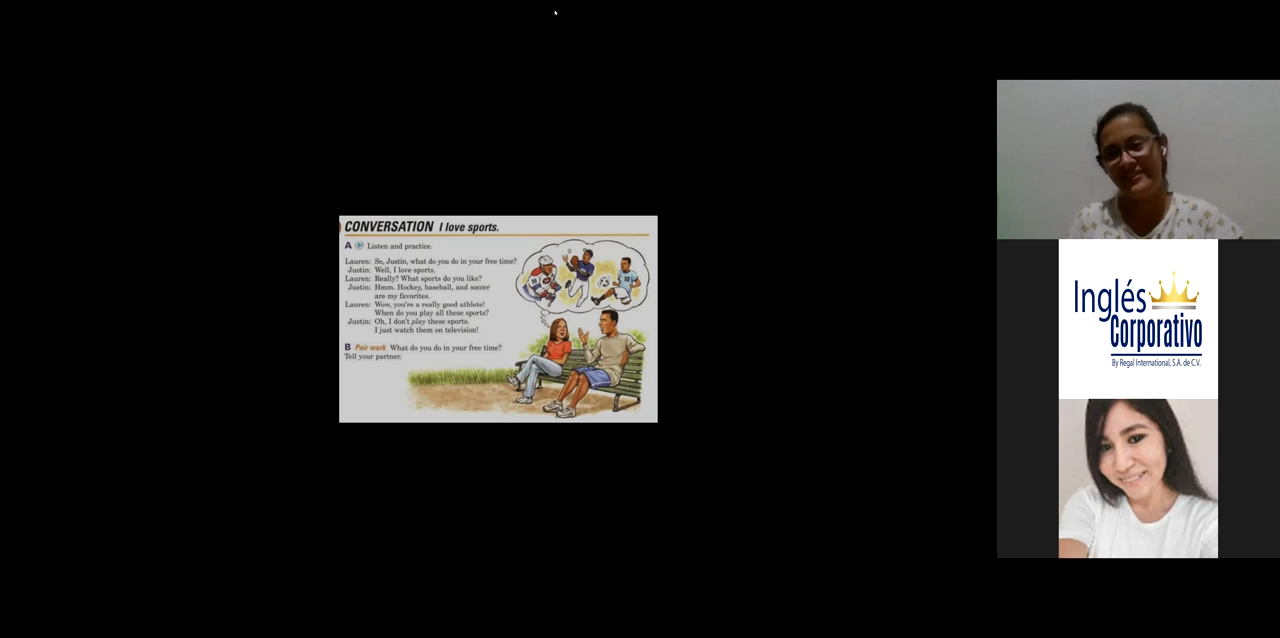 CONVERSATION I love sports.
A Listen and practice.
Lauren: So, Justin, what do you do in your free time?
Justin: Well, I love sports.
Lauren: Really? What sports do you like?
Justin: Hmm. Hockey, baseball, and soccer
are my favorites.
Lauren: Wow, you're a really good athlete!
When do you play all these sports?
Justin: Oh, I don't play these sports.
I just watch them on television!
B Pair work What do you do in your free time?
Tell your partner.
Inglés
Corporativo
By Regal International, S.A. de C.V.